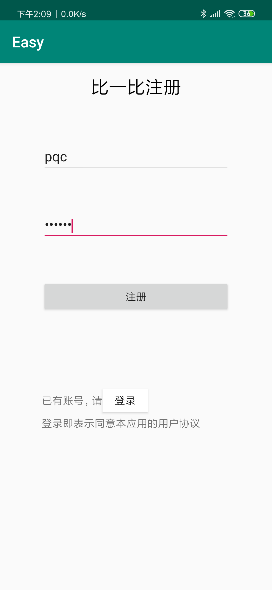 下午2:09 | 0.0K/s
Easy
比一比注册
pqc
••••••
注册
已有账号, 请 登录
登录即表示同意本应用的用户协议